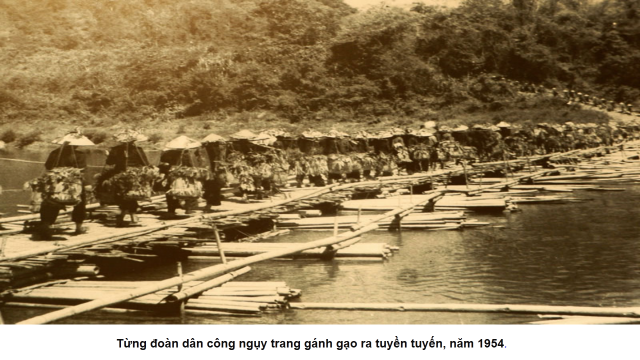 Từng đoàn dân công ngụy trang gánh gạo ra tuyền tuyến, năm 1954.